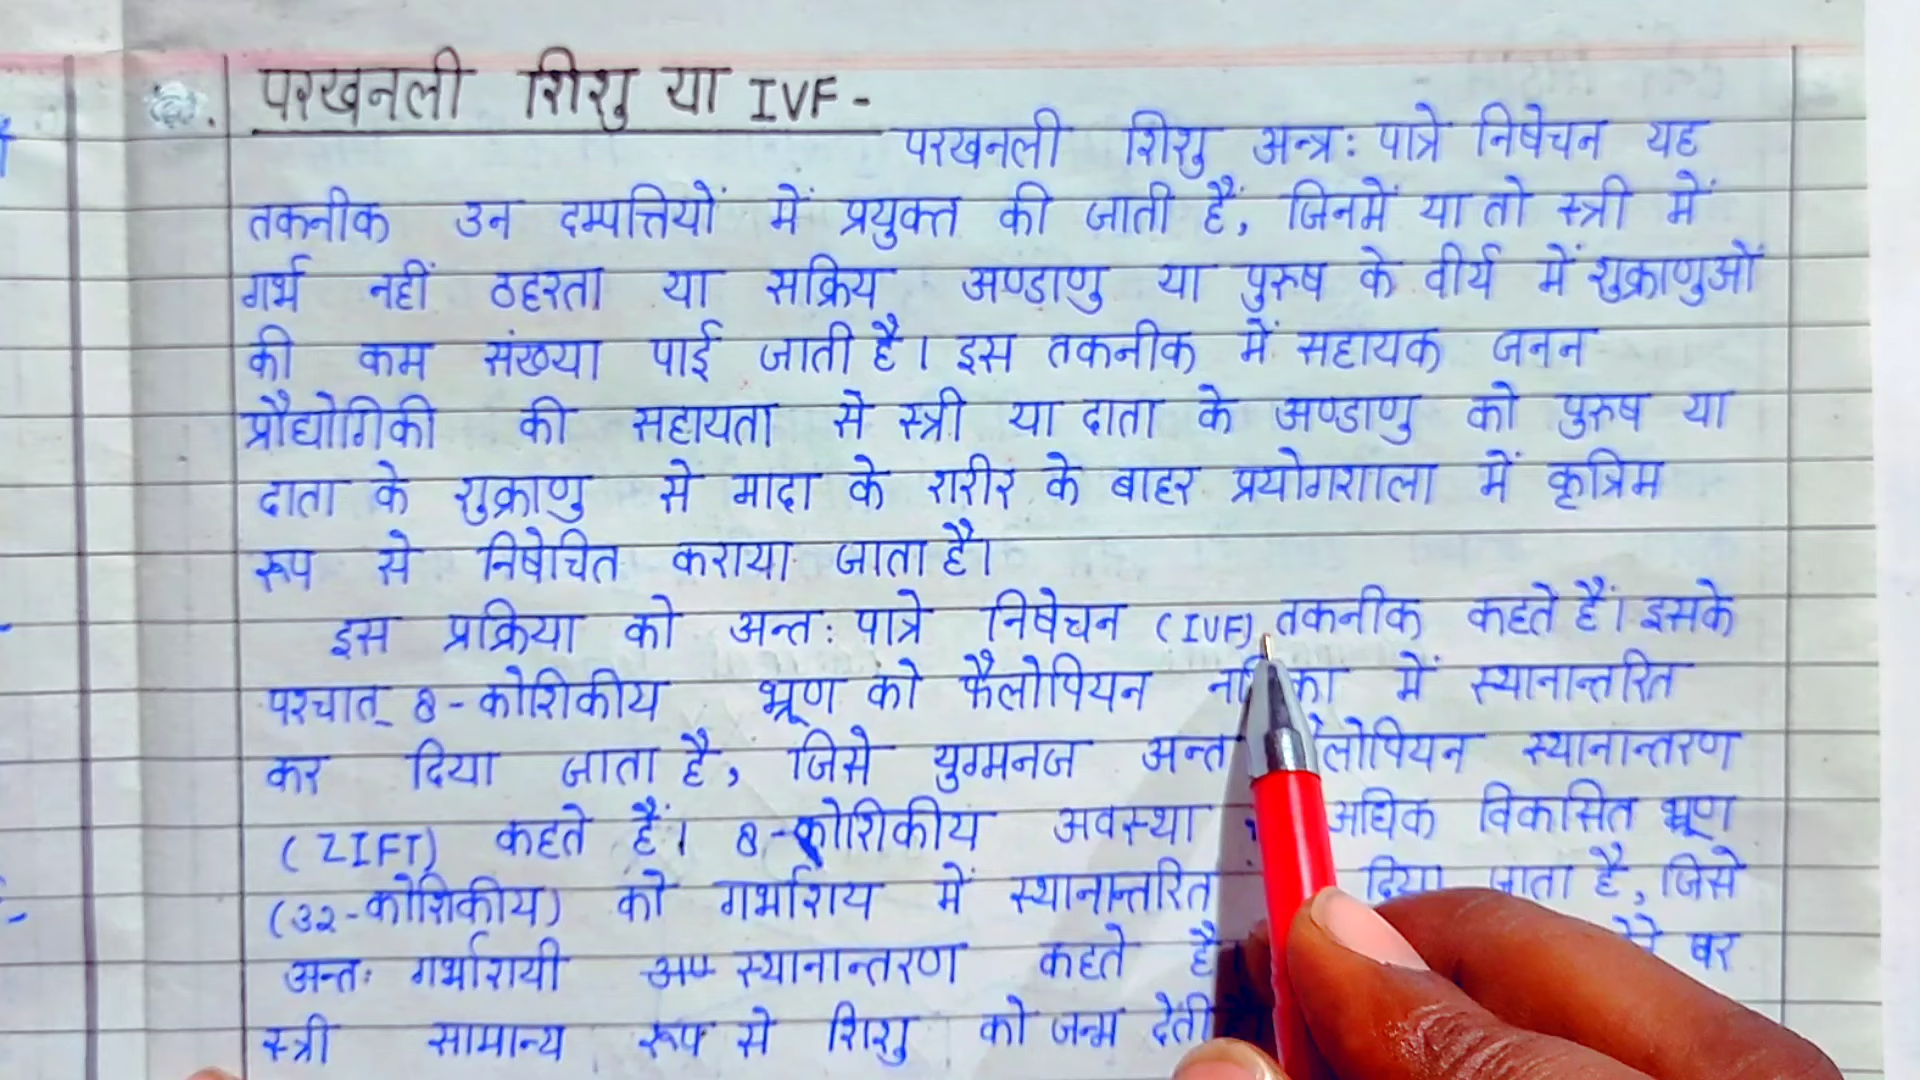 परखनली शिशु या IVF -
परखनली शिशु अन्त्र: पात्रे निषेचन यह
तकनीक उन दम्पत्तियों में प्रयुक्त की जाती हैं, जिनमें या तो स्त्री में
गर्भ नहीं ठहरता या सक्रिय अण्डाणु या पुरुष के वीर्य में शुक्राणुओं
की कम संख्या पाई जाती है। इस तकनीक में सहायक जनन
प्रौद्योगिकी की सहायता से स्त्री या दाता के अण्डाणु को पुरुष या
दाता के शुक्राणु से मादा के शरीर के बाहर प्रयोगशाला में कृत्रिम
रूप से निषेचित कराया जाता है।
इस प्रक्रिया को अन्त: पात्रे निषेचन (IVF) तकनीक कहते हैं। इसके
पश्चात् 8-कोशिकीय भ्रूण को फैलोपियन में स्थानान्तरित
कर दिया जाता है, जिसे युग्मनज अन्त स्थानान्तरण
(ZIFT) कहते हैं। 8-कोशिकीय अवस्था अधिक विकसित भ्रूण
(32-कोशिकीय) को गर्भाशय में स्थानान्तरित दिया जाता है, जिसे
अन्त: गर्भाशयी स्थानान्तरण कहते पर
स्त्री सामान्य रूप से शिशु को जन्म देती